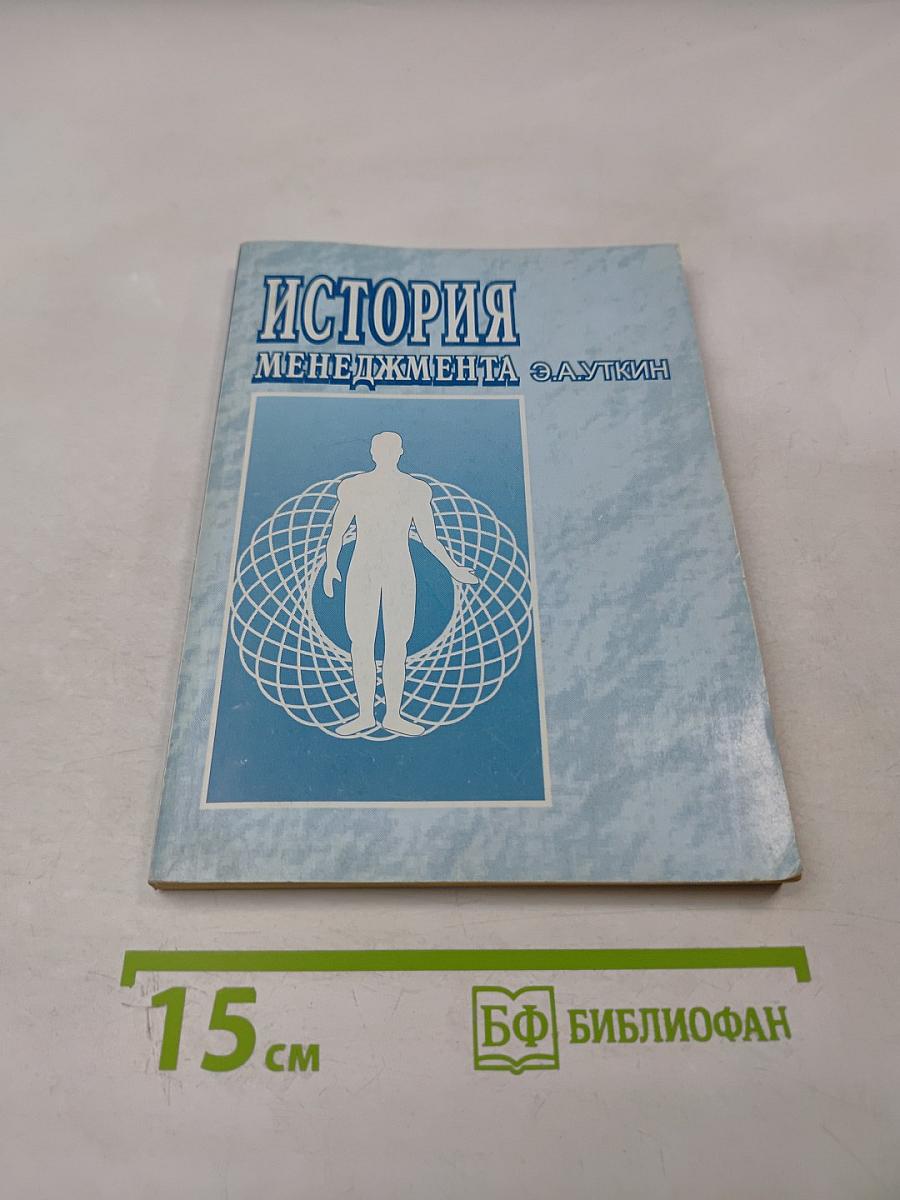 ИСТОРИЯ
МЕНЕДЖМЕНТА Э.А.УТКИН
15 см
БФ БИБЛИОФАН